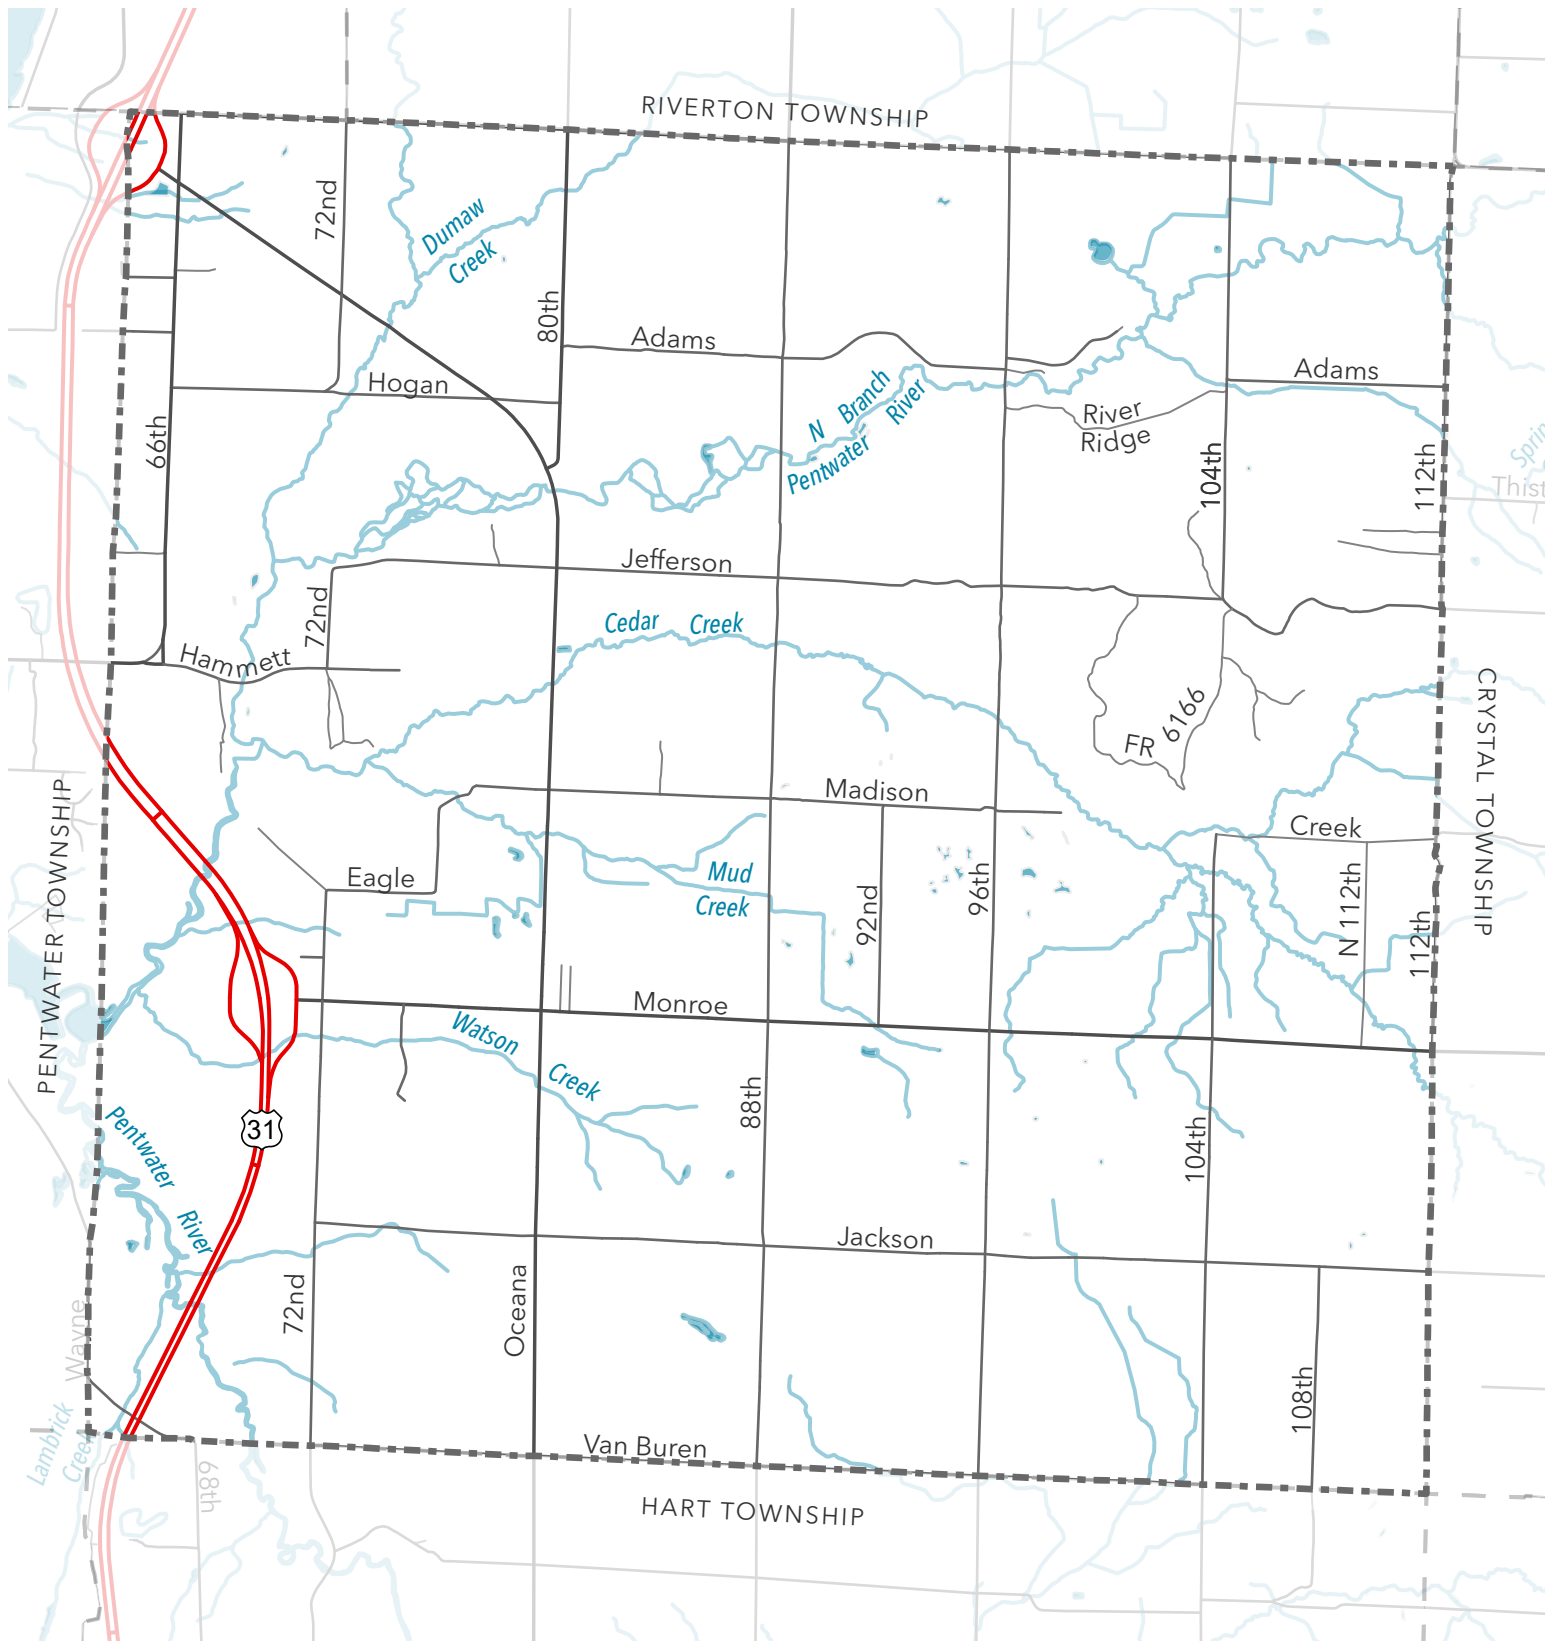 RIVERTON TOWNSHIP
72nd
Dumaw
Creek
80th
Adams
Hogan
N Branch
Pentwater River
Adams
River
Ridge
66th
104th
112th
Thist
Jefferson
72nd
Cedar Creek
Hammett
FR 6166
CRYSTAL TOWNSHIP
PENTWATER TOWNSHIP
Madison
Creek
Eagle
Mud
Creek
92nd
96th
N 112th
112th
Monroe
Watson Creek
88th
31
104th
Pentwater River
Jackson
72nd
Oceana
Wayne
108th
Lambrick
Creek
Van Buren
68th
HART TOWNSHIP